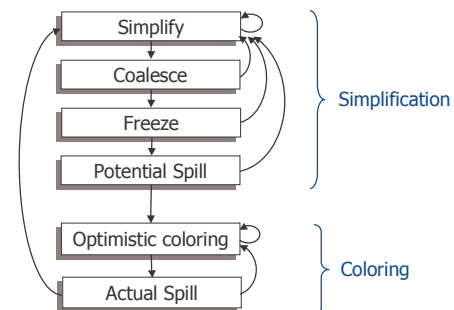 Simplify
Coalesce
Freeze
Potential Spill
Simplification
Optimistic coloring
Actual Spill
Coloring